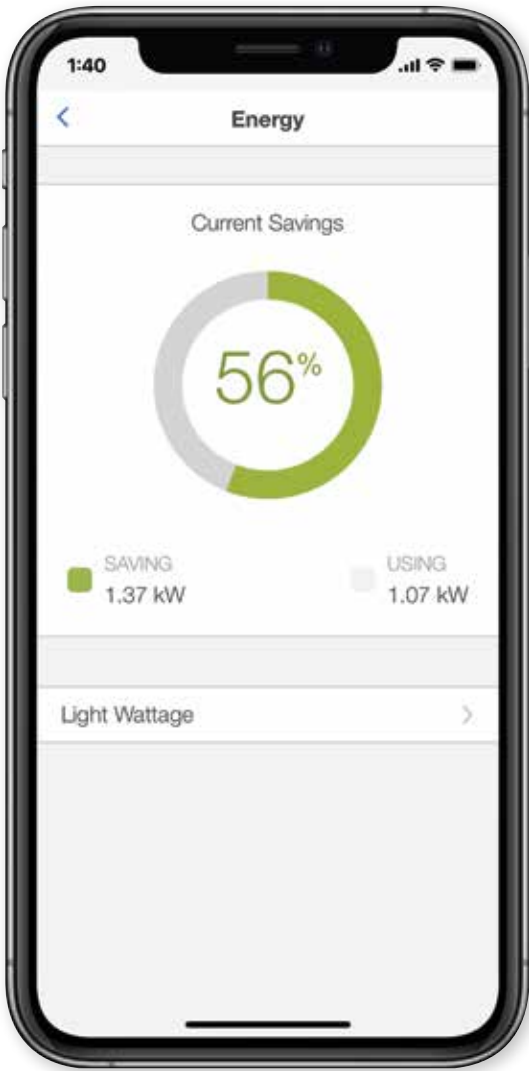 1:40
Energy
Current Savings
56%
SAVING
1.37 kW
USING
1.07 kW
Light Wattage